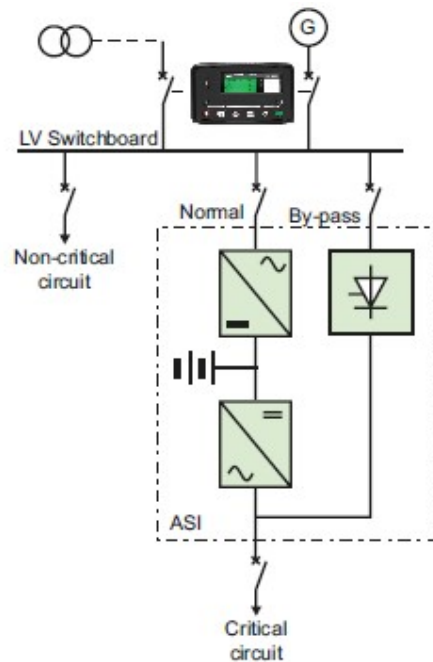 G
LV Switchboard
Normal
By-pass
Non-critical
circuit
ASI
Critical
circuit